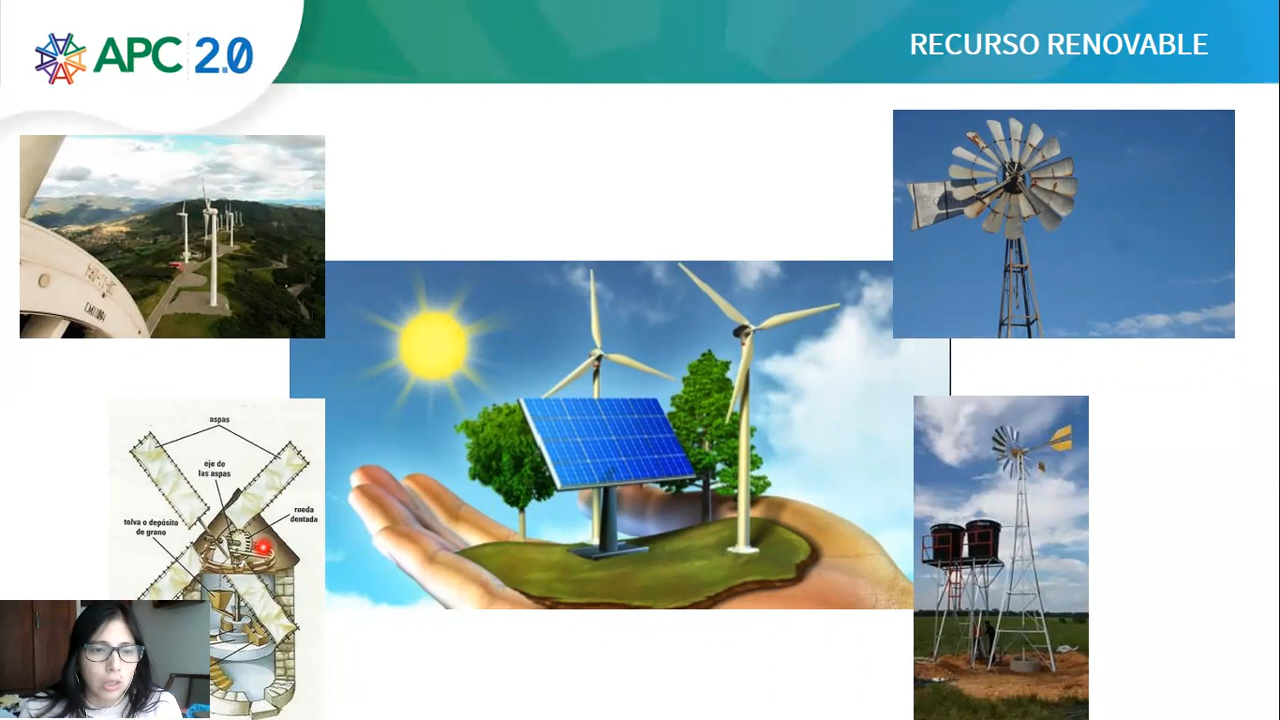 APC 2.0
RECURSO RENOVABLE
aspas
eje de
las aspas
rueda
dentada
tolva o depósito
de grano